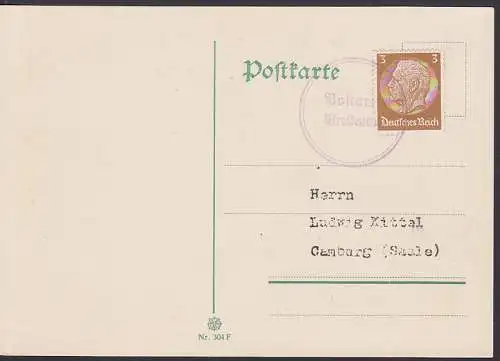 Postkarte
3 3
Deutsches Reich
Herrn
Ludwig Kittel
Camburg (Saale)
Nr. 304 F